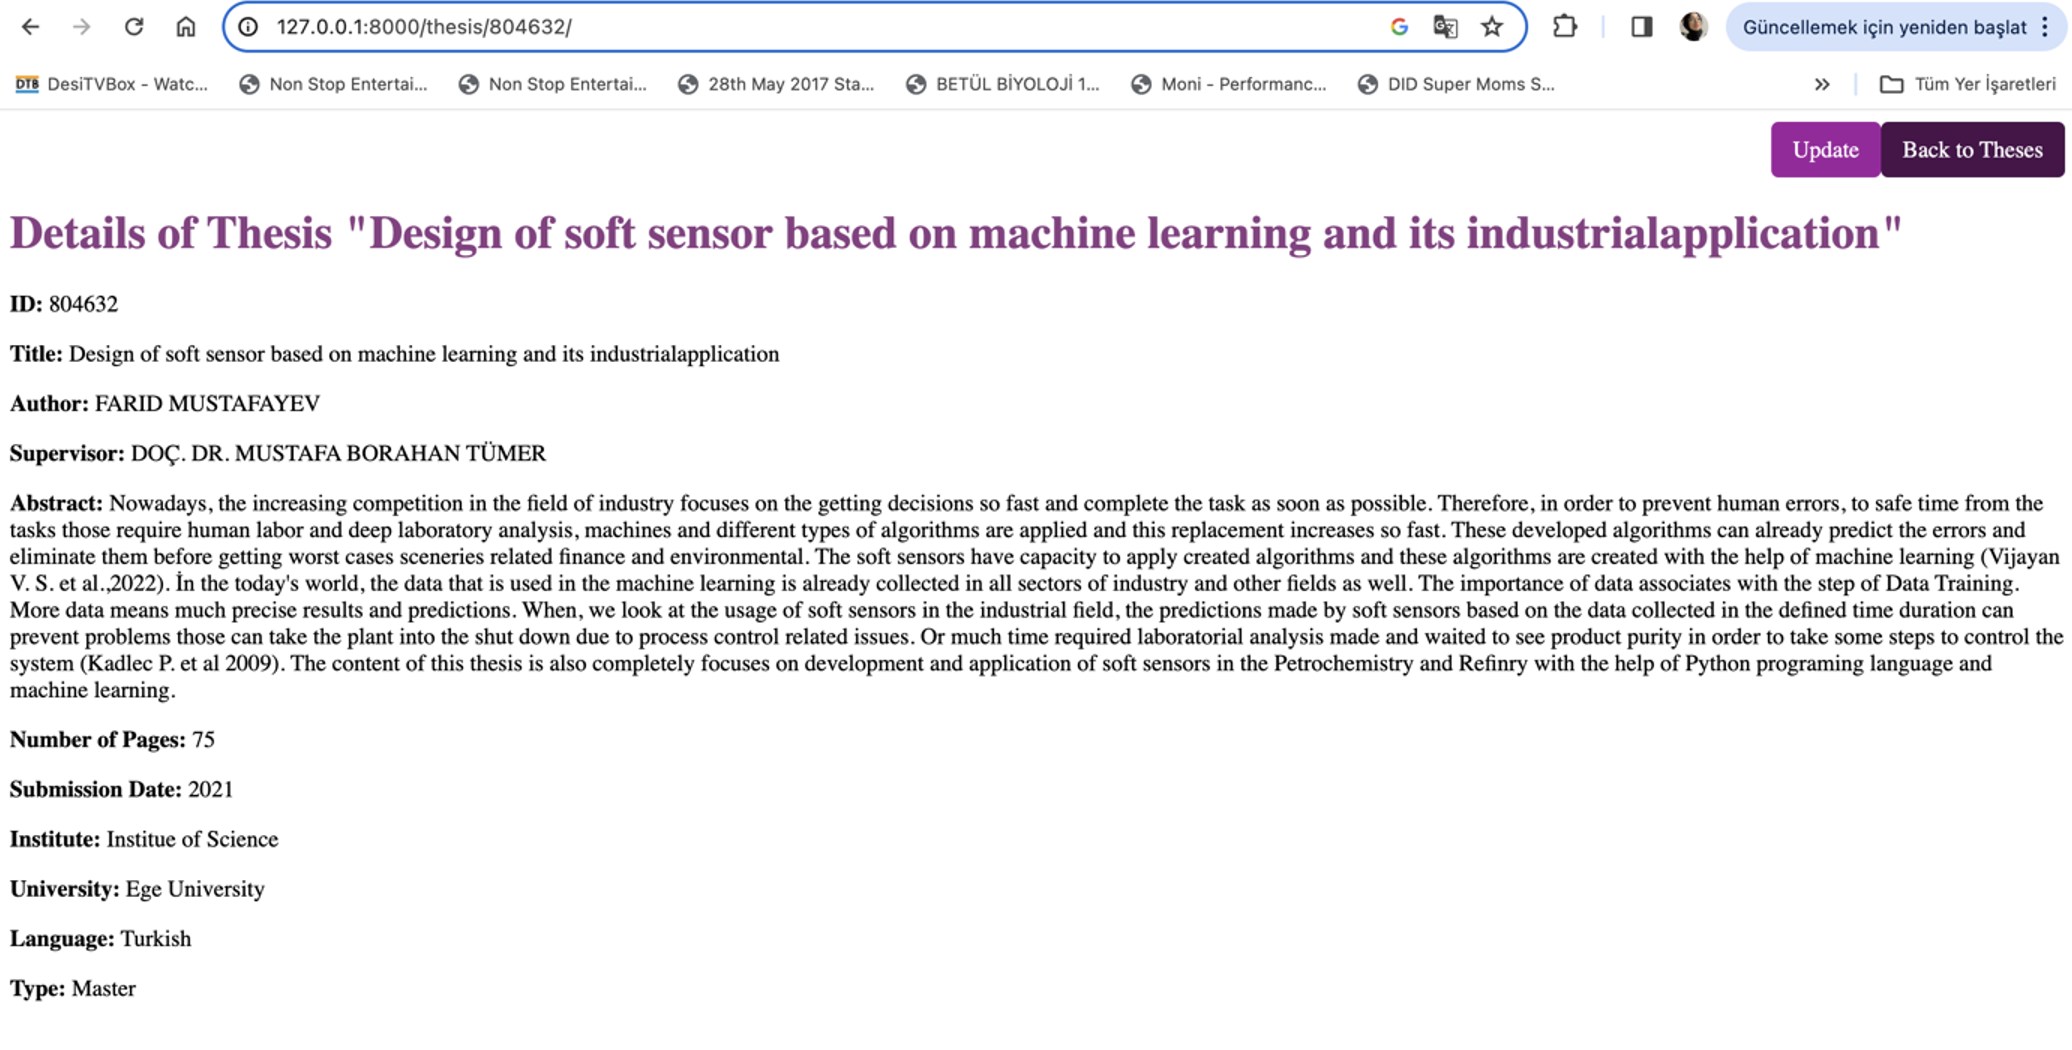 127.0.0.1:8000/thesis/804632/
Güncellemek için yeniden başlat
DTB DesiTVBox - Watc...
Non Stop Entertai...
Non Stop Entertai...
28th May 2017 Sta...
BETÜL BİYOLOJİ 1...
Moni - Performanc...
DID Super Moms S...
Tüm Yer İşaretleri
Update
Back to Theses
Details of Thesis "Design of soft sensor based on machine learning and its industrialapplication"
ID: 804632
Title: Design of soft sensor based on machine learning and its industrialapplication
Author: FARID MUSTAFAYEV
Supervisor: DOÇ. DR. MUSTAFA BORAHAN TÜMER
Abstract: Nowadays, the increasing competition in the field of industry focuses on the getting decisions so fast and complete the task as soon as possible. Therefore, in order to prevent human errors, to safe time from the
tasks those require human labor and deep laboratory analysis, machines and different types of algorithms are applied and this replacement increases so fast. These developed algorithms can already predict the errors and
eliminate them before getting worst cases sceneries related finance and environmental. The soft sensors have capacity to apply created algorithms and these algorithms are created with the help of machine learning (Vijayan
V. S. et al.,2022). İn the today's world, the data that is used in the machine learning is already collected in all sectors of industry and other fields as well. The importance of data associates with the step of Data Training.
More data means much precise results and predictions. When, we look at the usage of soft sensors in the industrial field, the predictions made by soft sensors based on the data collected in the defined time duration can
prevent problems those can take the plant into the shut down due to process control related issues. Or much time required laboratorial analysis made and waited to see product purity in order to take some steps to control the
system (Kadlec P. et al 2009). The content of this thesis is also completely focuses on development and application of soft sensors in the Petrochemistry and Refinry with the help of Python programing language and
machine learning.
Number of Pages: 75
Submission Date: 2021
Institute: Institue of Science
University: Ege University
Language: Turkish
Type: Master